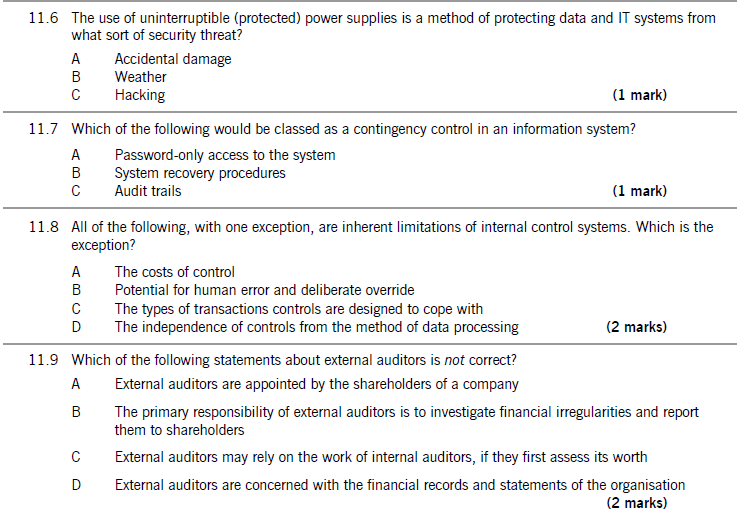 11.6 The use of uninterruptible (protected) power supplies is a method of protecting data and IT systems from
what sort of security threat?
A Accidental damage
B Weather
C Hacking (1 mark)
11.7 Which of the following would be classed as a contingency control in an information system?
A Password-only access to the system
B System recovery procedures
C Audit trails (1 mark)
11.8 All of the following, with one exception, are inherent limitations of internal control systems. Which is the
exception?
A The costs of control
B Potential for human error and deliberate override
C The types of transactions controls are designed to cope with
D The independence of controls from the method of data processing (2 marks)
11.9 Which of the following statements about external auditors is not correct?
A External auditors are appointed by the shareholders of a company
B The primary responsibility of external auditors is to investigate financial irregularities and report
them to shareholders
C External auditors may rely on the work of internal auditors, if they first assess its worth
D External auditors are concerned with the financial records and statements of the organisation
(2 marks)